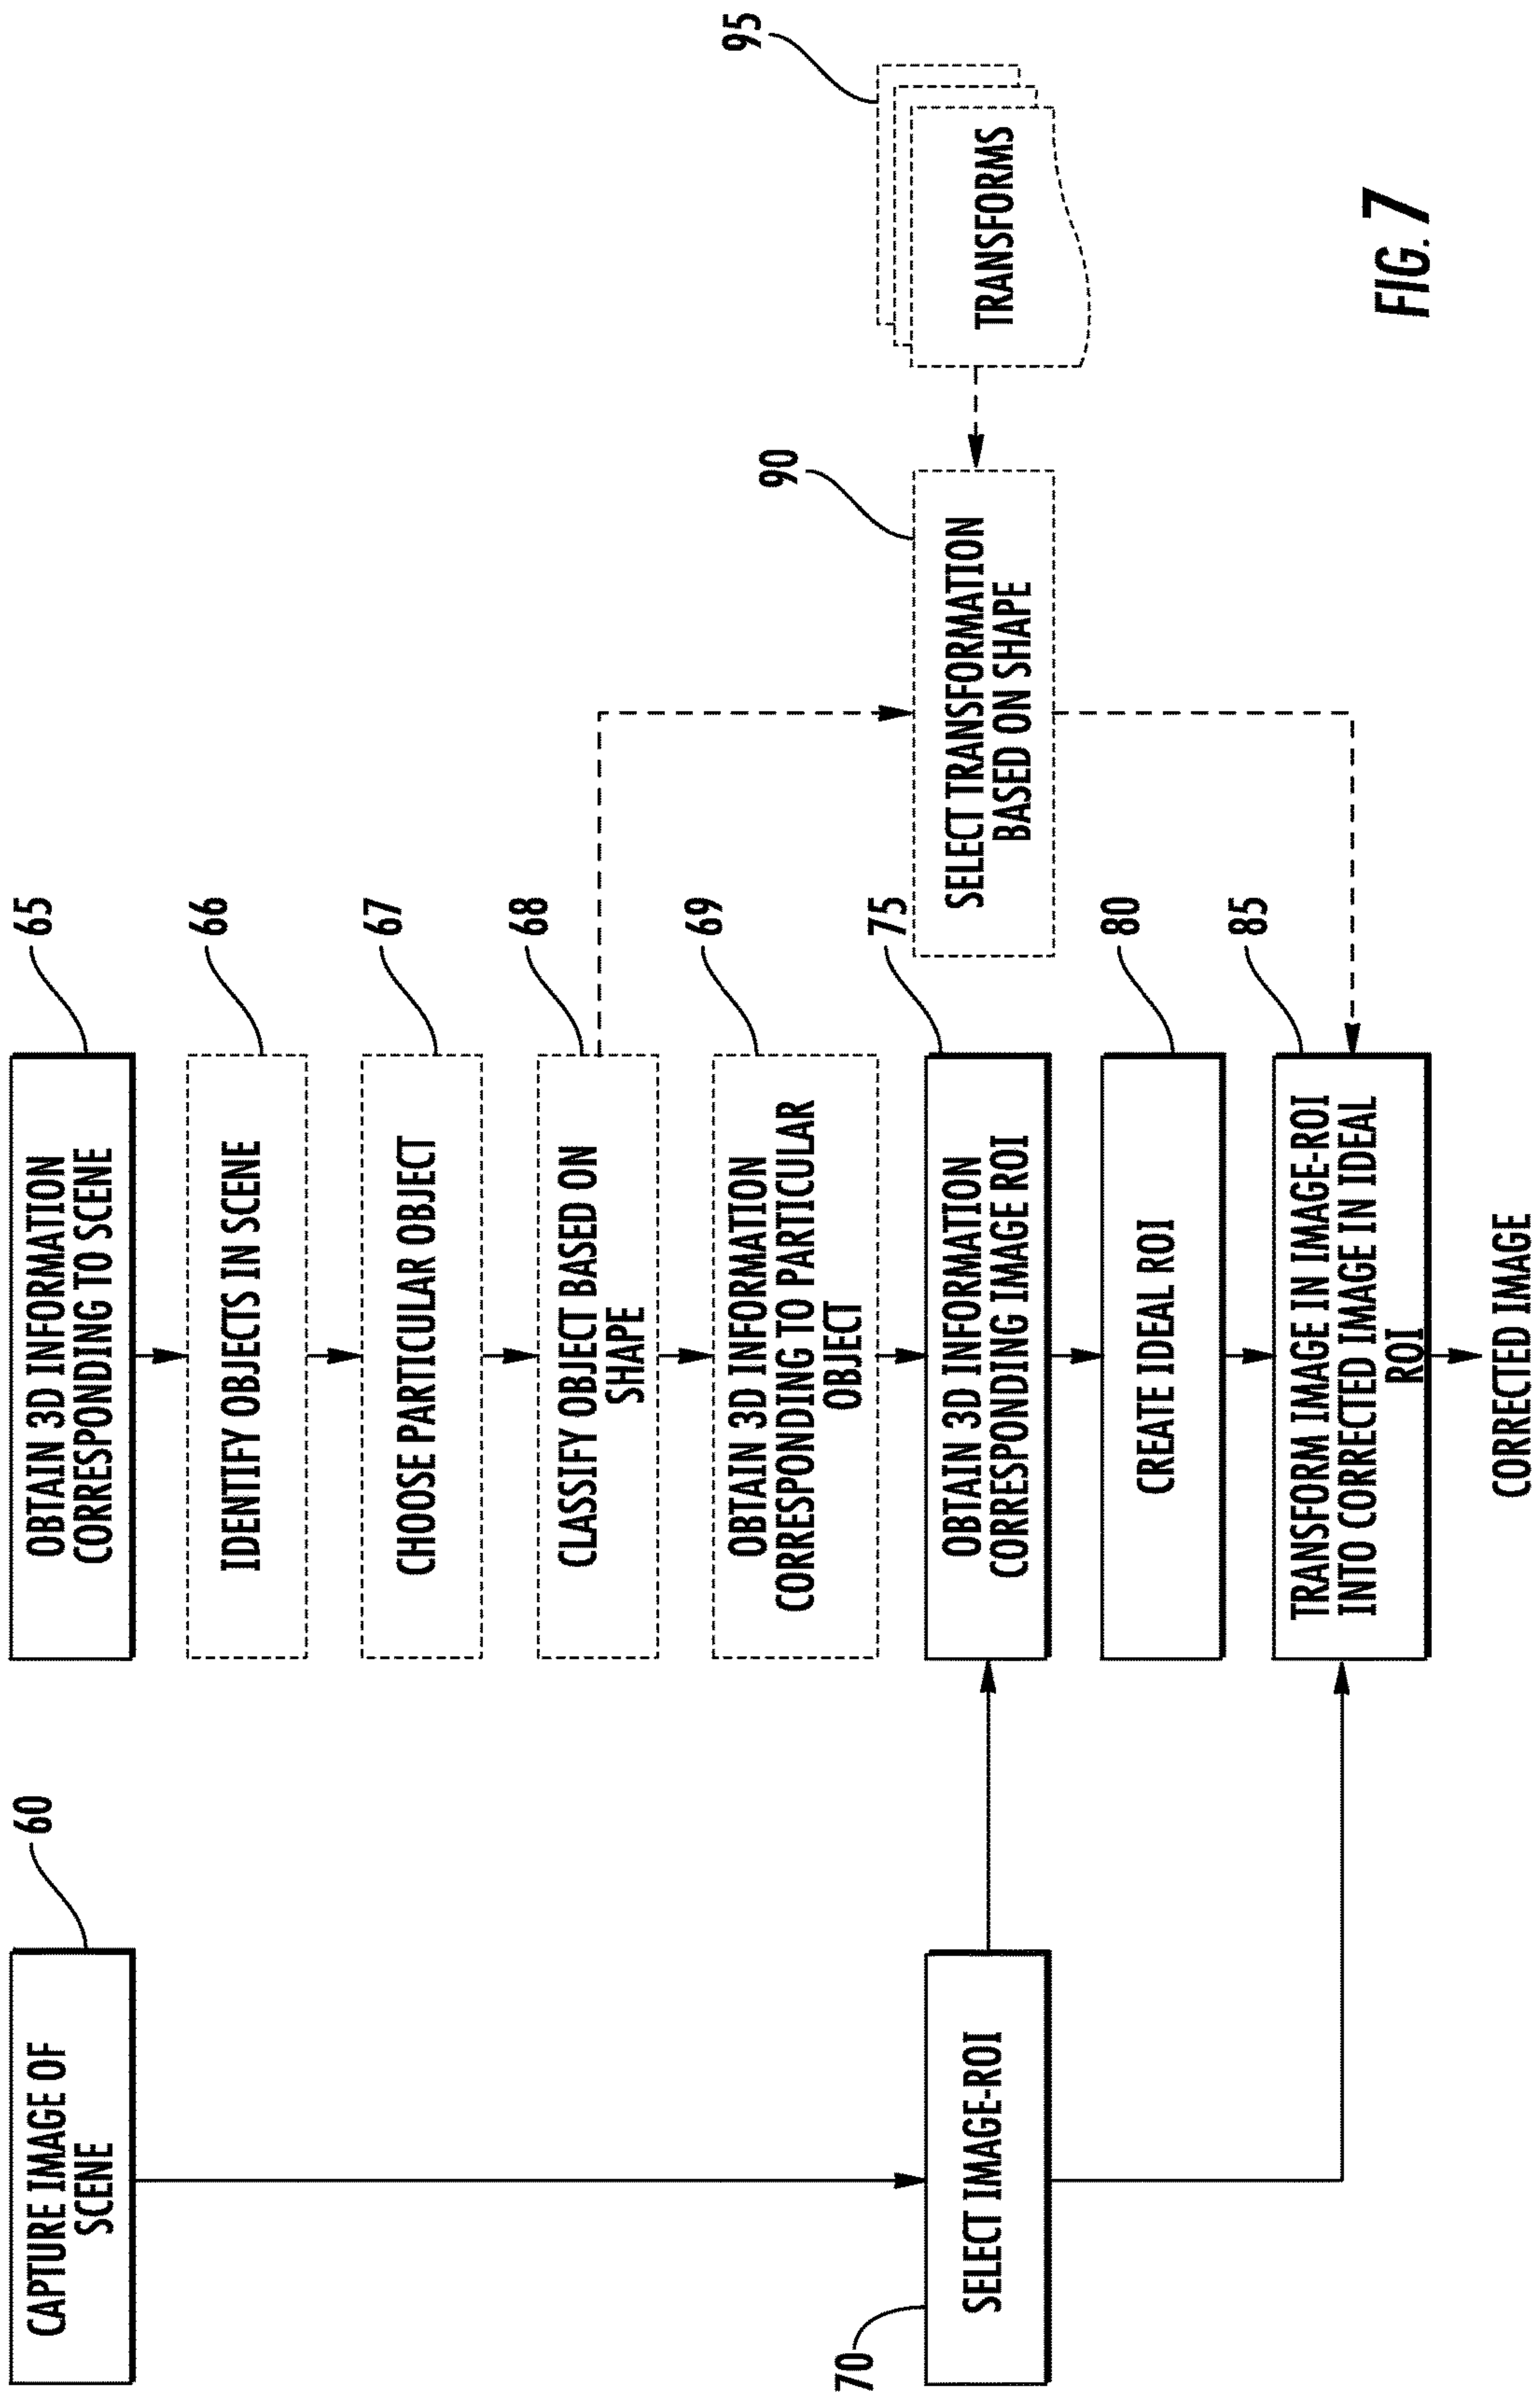 60
CAPTURE IMAGE OF
SCENE
65
OBTAIN 3D INFORMATION
CORRESPONDING TO SCENE
66
IDENTIFY OBJECTS IN SCENE
67
CHOOSE PARTICULAR OBJECT
68
CLASSIFY OBJECT BASED ON
SHAPE
69
OBTAIN 3D INFORMATION
CORRESPONDING TO PARTICULAR
OBJECT
70
SELECT IMAGE-ROI
75
OBTAIN 3D INFORMATION
CORRESPONDING IMAGE ROI
90
SELECT TRANSFORMATION
BASED ON SHAPE
95
TRANSFORMS
80
CREATE IDEAL ROI
85
TRANSFORM IMAGE IN IMAGE-ROI
INTO CORRECTED IMAGE IN IDEAL
ROI
CORRECTED IMAGE
FIG. 7